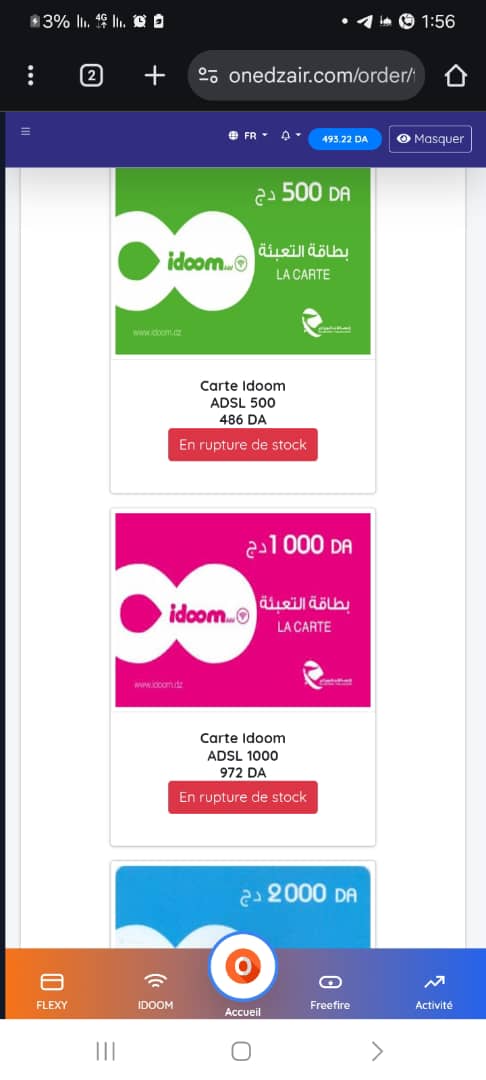 3%
4G
1:56
2
onedzair.com/order/
FR
493.22 DA
Masquer
دج 500 DA
idoom
بطاقة التعبئة
LA CARTE
www.idoom.dz
Carte Idoom
ADSL 500
486 DA
En rupture de stock
دج 1 000 DA
idoom
بطاقة التعبئة
LA CARTE
www.idoom.dz
Carte Idoom
ADSL 1000
972 DA
En rupture de stock
دج 2 000 DA
FLEXY
IDOOM
Accueil
Freefire
Activité